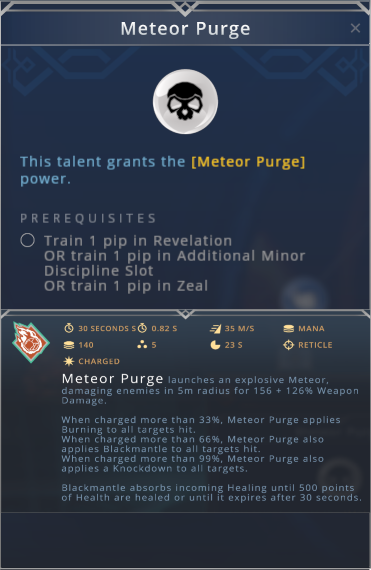 Meteor Purge
This talent grants the [Meteor Purge]
power.
PREREQUISITES
Train 1 pip in Revelation
OR train 1 pip in Additional Minor
Discipline Slot
OR train 1 pip in Zeal
30 SECONDS S 0.82 S 35 M/S MANA
140 5 23 S RETICLE
CHARGED
Meteor Purge launches an explosive Meteor,
damaging enemies in 5m radius for 156 + 126% Weapon
Damage.
When charged more than 33%, Meteor Purge applies
Burning to all targets hit.
When charged more than 66%, Meteor Purge also
applies Blackmantle to all targets hit.
When charged more than 99%, Meteor Purge also
applies a Knockdown to all targets.
Blackmantle absorbs incoming Healing until 500 points
of Health are healed or until it expires after 30 seconds.